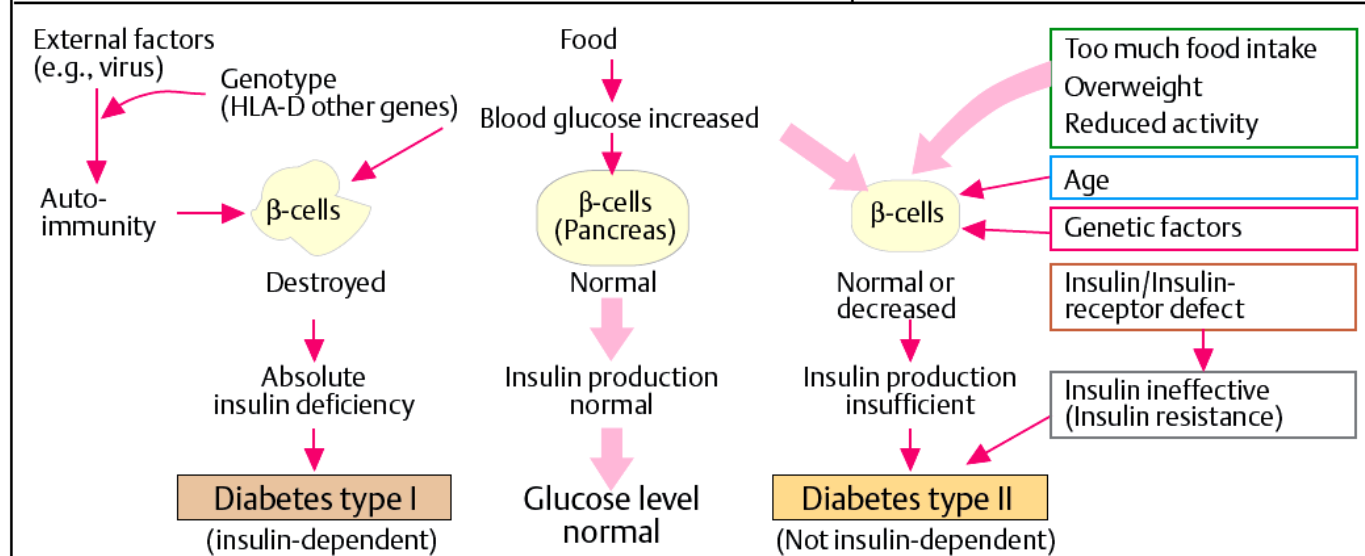 External factors
(e.g., virus)
Genotype
(HLA-D other genes)
Auto-
immunity
β-cells
Destroyed
Absolute
insulin deficiency
Diabetes type I
(insulin-dependent)
Food
Blood glucose increased
β-cells
(Pancreas)
Normal
Insulin production
normal
Glucose level
normal
β-cells
Normal or
decreased
Insulin production
insufficient
Diabetes type II
(Not insulin-dependent)
Too much food intake
Overweight
Reduced activity
Age
Genetic factors
Insulin/Insulin-
receptor defect
Insulin ineffective
(Insulin resistance)